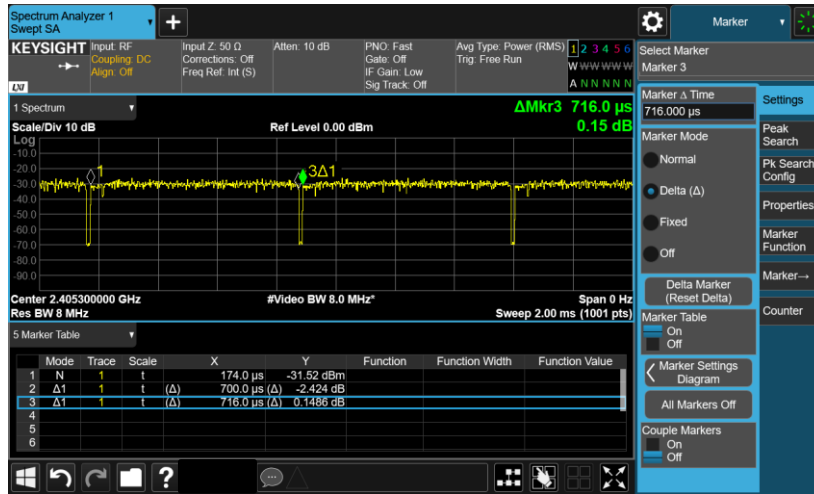 Spectrum Analyzer 1
Swept SA
Marker
KEYSIGHT
LXI
Input: RF
Coupling: DC
Align: Off
Input Z: 50 Ω
Corrections: Off
Freq Ref: Int (S)
Atten: 10 dB
PNO: Fast
Gate: Off
IF Gain: Low
Sig Track: Off
Avg Type: Power (RMS)
Trig: Free Run
1 2 3 4 5 6
W W W W W W
A N N N N N
Select Marker
Marker 3
1 Spectrum
ΔMkr3 716.0 µs
0.15 dB
Scale/Div 10 dB
Ref Level 0.00 dBm
Log
-10.0
-20.0
-30.0
-40.0
-50.0
-60.0
-70.0
-80.0
-90.0
1
3Δ1
Center 2.405300000 GHz
Res BW 8 MHz
#Video BW 8.0 MHz*
Span 0 Hz
Sweep 2.00 ms (1001 pts)
5 Marker Table
Mode Trace Scale X Y Function Function Width Function Value
1 N 1 t 174.0 µs -31.52 dBm
2 Δ1 1 t (Δ) 700.0 µs (Δ) -2.424 dB
3 Δ1 1 t (Δ) 716.0 µs (Δ) 0.1486 dB
4
5
6
Marker Δ Time
716.000 µs
Marker Mode
Normal
Delta (Δ)
Fixed
Off
Delta Marker
(Reset Delta)
Marker Table
On
Off
Marker Settings
Diagram
All Markers Off
Couple Markers
On
Off
Settings
Peak
Search
Pk Search
Config
Properties
Marker
Function
Marker→
Counter
?